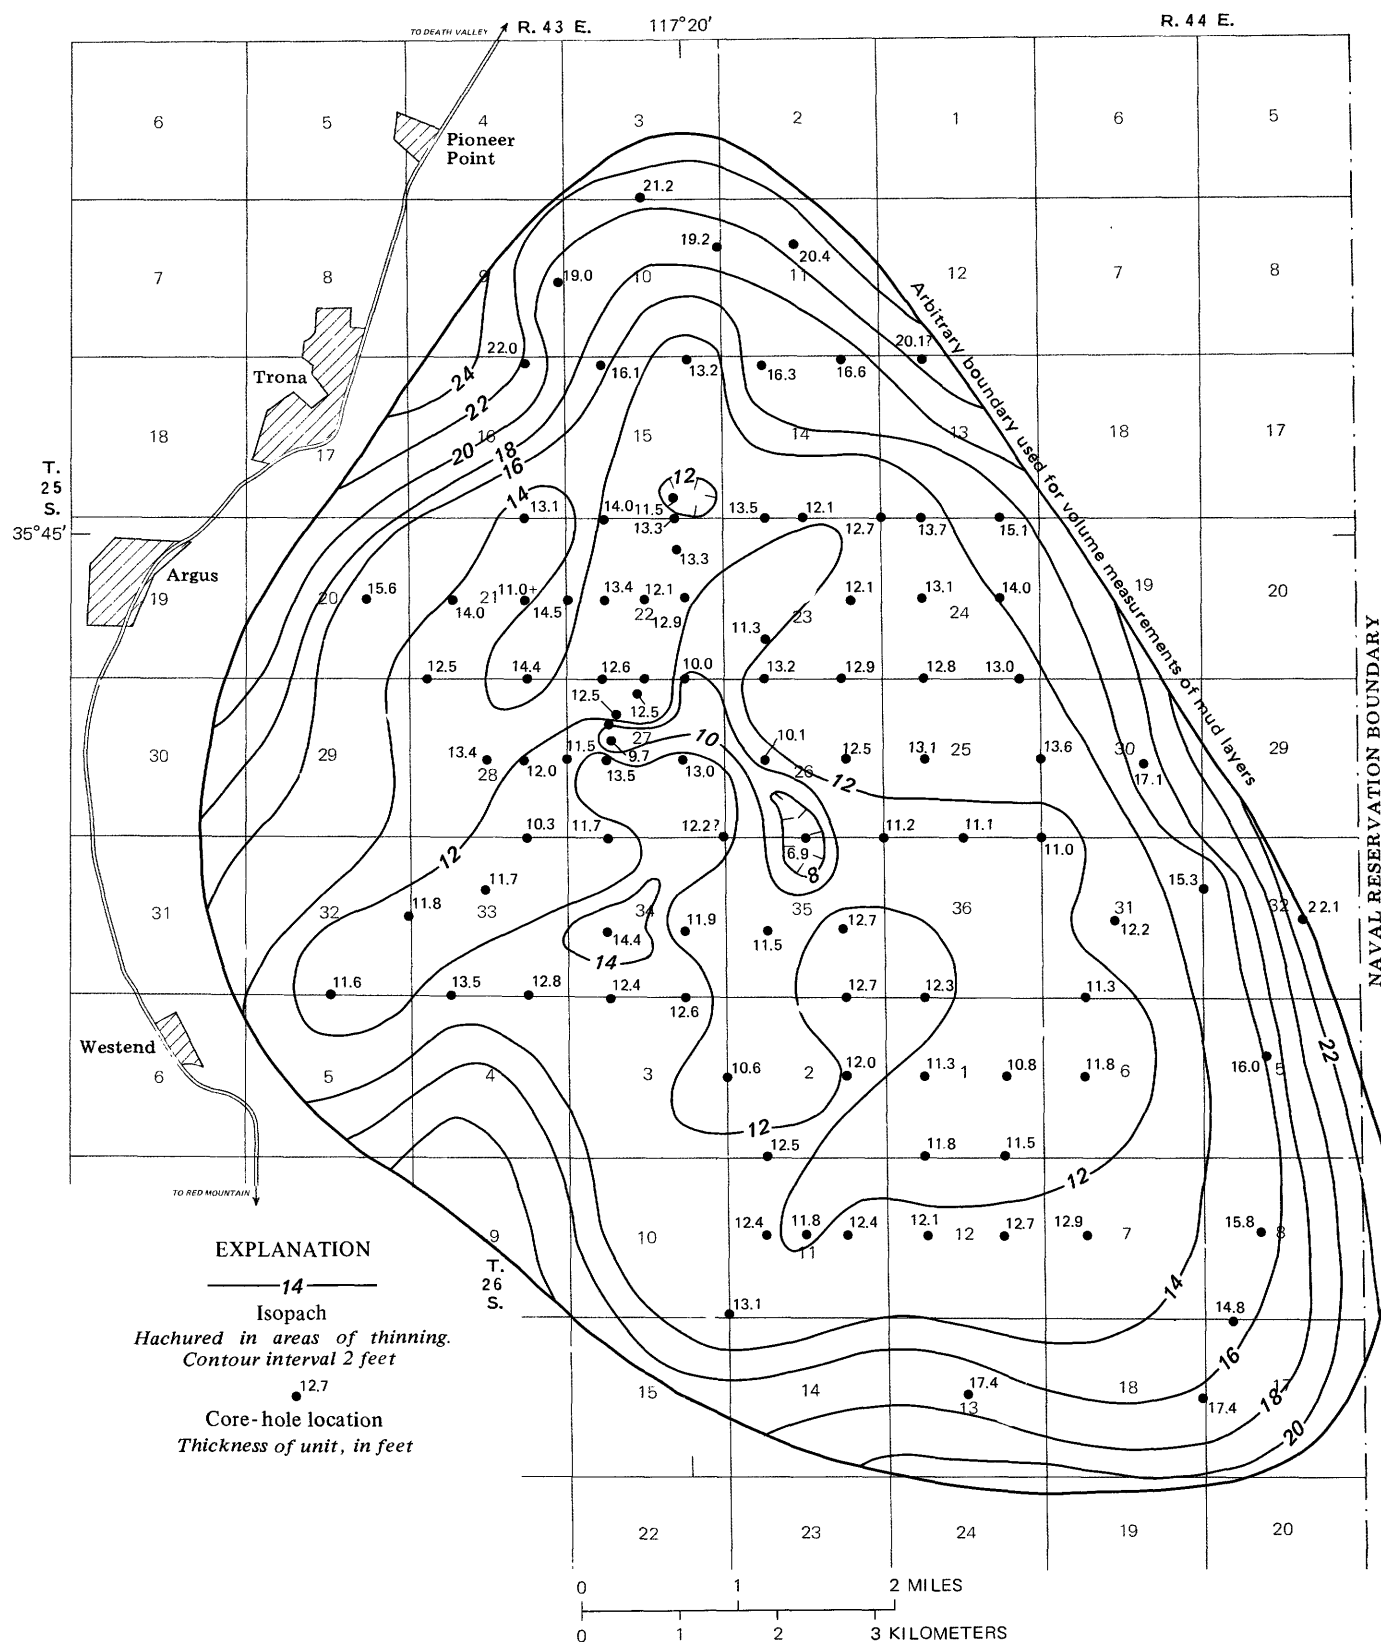 TO DEATH VALLEY R. 43 E. 117°20′ R. 44 E.
6 5 4 3 2 1 6 5
Pioneer
Point
21.2
19.2 20.4
7 8 9 19.0 10 11 12 7 8
Arbitrary boundary used for volume measurements of mud layers
22.0 16.1 13.2 16.3 16.6 20.1?
Trona 24
22
18 17 16 15 14 13 18 17
20 18
16
T.
25
S.
35°45′
14 12
13.1 14.0 11.5 13.5 12.1
13.3 12.7 13.7 15.1
13.3
Argus
19 20 15.6 21 11.0+ 13.4 12.1 12.1 13.1 14.0 19 20
14.0 14.5 22 12.9 23 24
11.3
12.5 14.4 12.6 10.0 13.2 12.9 12.8 13.0
12.5 12.5
NAVAL RESERVATION BOUNDARY
30 29 13.4 28 12.0 11.5 27 9.7 10 10.1 26 12.5 13.1 25 13.6 30 29
13.5 13.0 12 17.1
10.3 11.7 12.2? 6.9 11.2 11.1 11.0
12 8
11.7 15.3
31 32 11.8 33 34 11.9 35 12.7 36 31 32 22.1
14.4 11.5 12.2
14
11.6 13.5 12.8 12.4 12.6 12.7 12.3 11.3
22
Westend
16.0
6 5 4 3 10.6 2 12.0 11.3 1 10.8 11.8 6 5
12
12.5 11.8 11.5
12
TO RED MOUNTAIN
9 10 12.4 11.8 12.4 12.1 12 12.7 12.9 7 15.8 8
11
T.
26
S.
14
13.1 14.8
16
15 14 17.4 18 17
13 17.4 18
20
EXPLANATION
14
Isopach
Hachured in areas of thinning.
Contour interval 2 feet
12.7
Core-hole location
Thickness of unit, in feet
22 23 24 19 20
0 1 2 MILES
0 1 2 3 KILOMETERS